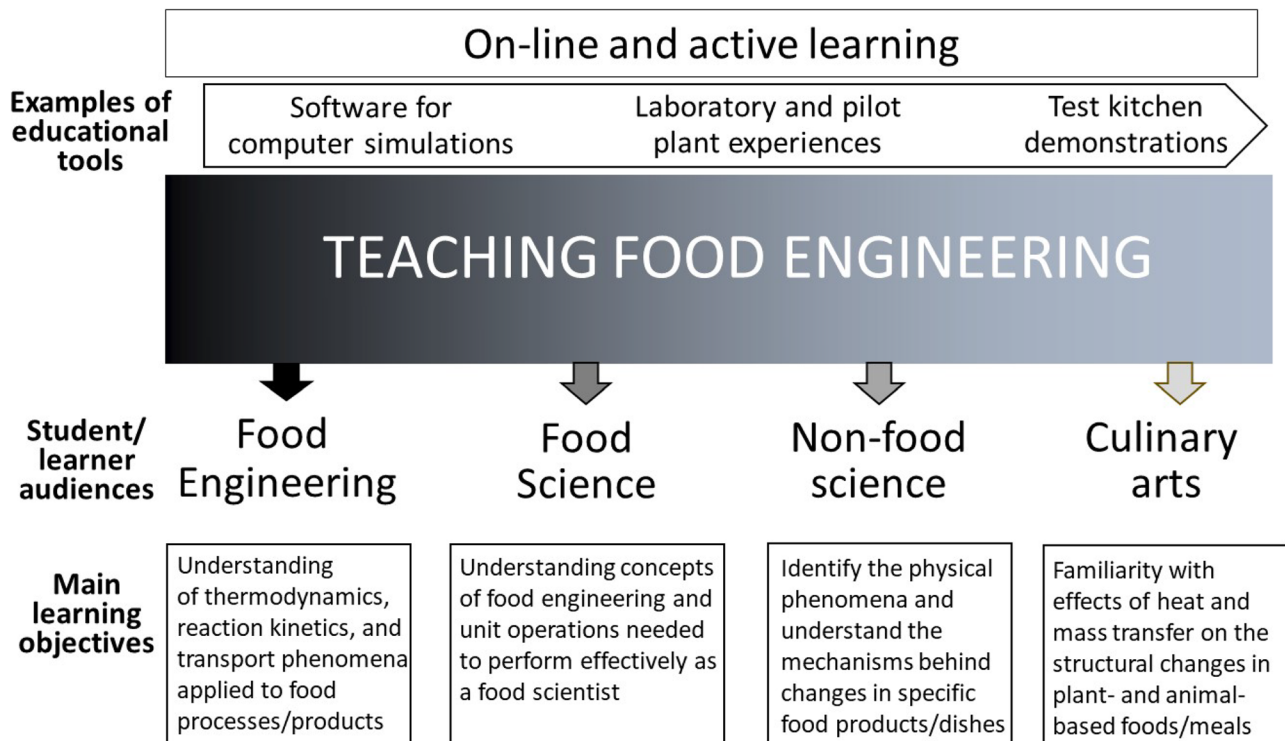 On-line and active learning
Examples of
educational
tools
Software for
computer simulations
Laboratory and pilot
plant experiences
Test kitchen
demonstrations
TEACHING FOOD ENGINEERING
Student/
learner
audiences
Food
Engineering
Food
Science
Non-food
science
Culinary
arts
Main
learning
objectives
Understanding
of thermodynamics,
reaction kinetics, and
transport phenomena
applied to food
processes/products
Understanding concepts
of food engineering and
unit operations needed
to perform effectively as
a food scientist
Identify the physical
phenomena and
understand the
mechanisms behind
changes in specific
food products/dishes
Familiarity with
effects of heat and
mass transfer on the
structural changes in
plant- and animal-
based foods/meals